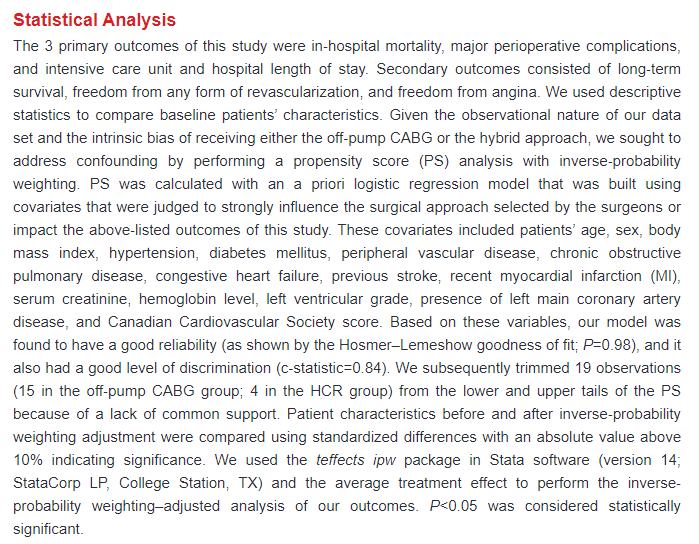 Statistical Analysis
The 3 primary outcomes of this study were in-hospital mortality, major perioperative complications,
and intensive care unit and hospital length of stay. Secondary outcomes consisted of long-term
survival, freedom from any form of revascularization, and freedom from angina. We used descriptive
statistics to compare baseline patients’ characteristics. Given the observational nature of our data
set and the intrinsic bias of receiving either the off-pump CABG or the hybrid approach, we sought to
address confounding by performing a propensity score (PS) analysis with inverse-probability
weighting. PS was calculated with an a priori logistic regression model that was built using
covariates that were judged to strongly influence the surgical approach selected by the surgeons or
impact the above-listed outcomes of this study. These covariates included patients’ age, sex, body
mass index, hypertension, diabetes mellitus, peripheral vascular disease, chronic obstructive
pulmonary disease, congestive heart failure, previous stroke, recent myocardial infarction (MI),
serum creatinine, hemoglobin level, left ventricular grade, presence of left main coronary artery
disease, and Canadian Cardiovascular Society score. Based on these variables, our model was
found to have a good reliability (as shown by the Hosmer–Lemeshow goodness of fit; P=0.98), and it
also had a good level of discrimination (c-statistic=0.84). We subsequently trimmed 19 observations
(15 in the off-pump CABG group; 4 in the HCR group) from the lower and upper tails of the PS
because of a lack of common support. Patient characteristics before and after inverse-probability
weighting adjustment were compared using standardized differences with an absolute value above
10% indicating significance. We used the teffects ipw package in Stata software (version 14;
StataCorp LP, College Station, TX) and the average treatment effect to perform the inverse-
probability weighting–adjusted analysis of our outcomes. P<0.05 was considered statistically
significant.